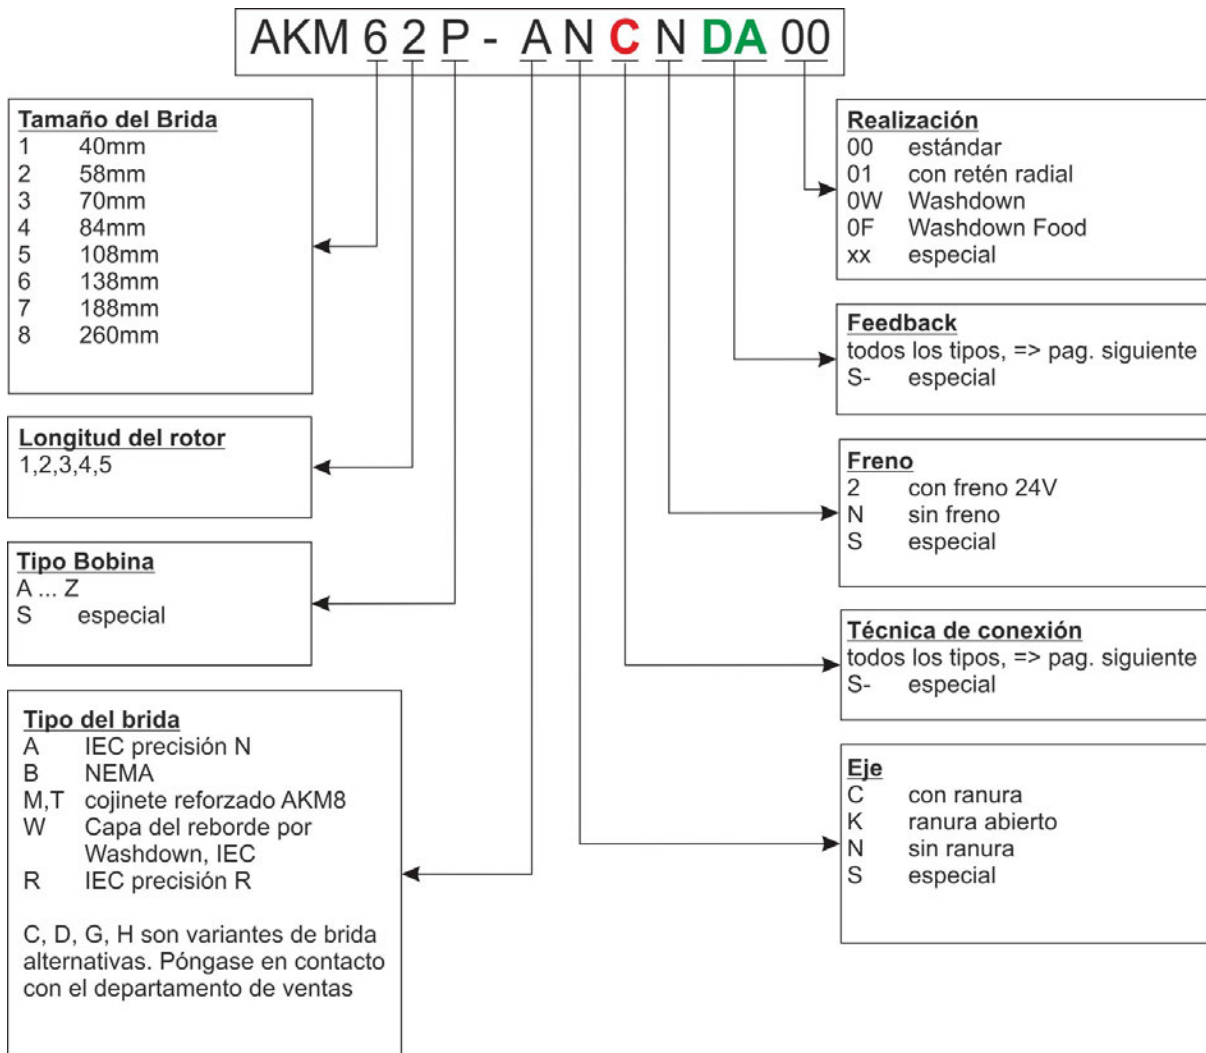 AKM 6 2 P - A N C N DA 00
Tamaño del Brida
1 40mm
2 58mm
3 70mm
4 84mm
5 108mm
6 138mm
7 188mm
8 260mm
Longitud del rotor
1,2,3,4,5
Tipo Bobina
A ... Z
S especial
Tipo del brida
A IEC precisión N
B NEMA
M,T cojinete reforzado AKM8
W Capa del reborde por
Washdown, IEC
R IEC precisión R
C, D, G, H son variantes de brida
alternativas. Póngase en contacto
con el departamento de ventas
Realización
00 estándar
01 con retén radial
0W Washdown
0F Washdown Food
xx especial
Feedback
todos los tipos, => pag. siguiente
S- especial
Freno
2 con freno 24V
N sin freno
S especial
Técnica de conexión
todos los tipos, => pag. siguiente
S- especial
Eje
C con ranura
K ranura abierto
N sin ranura
S especial